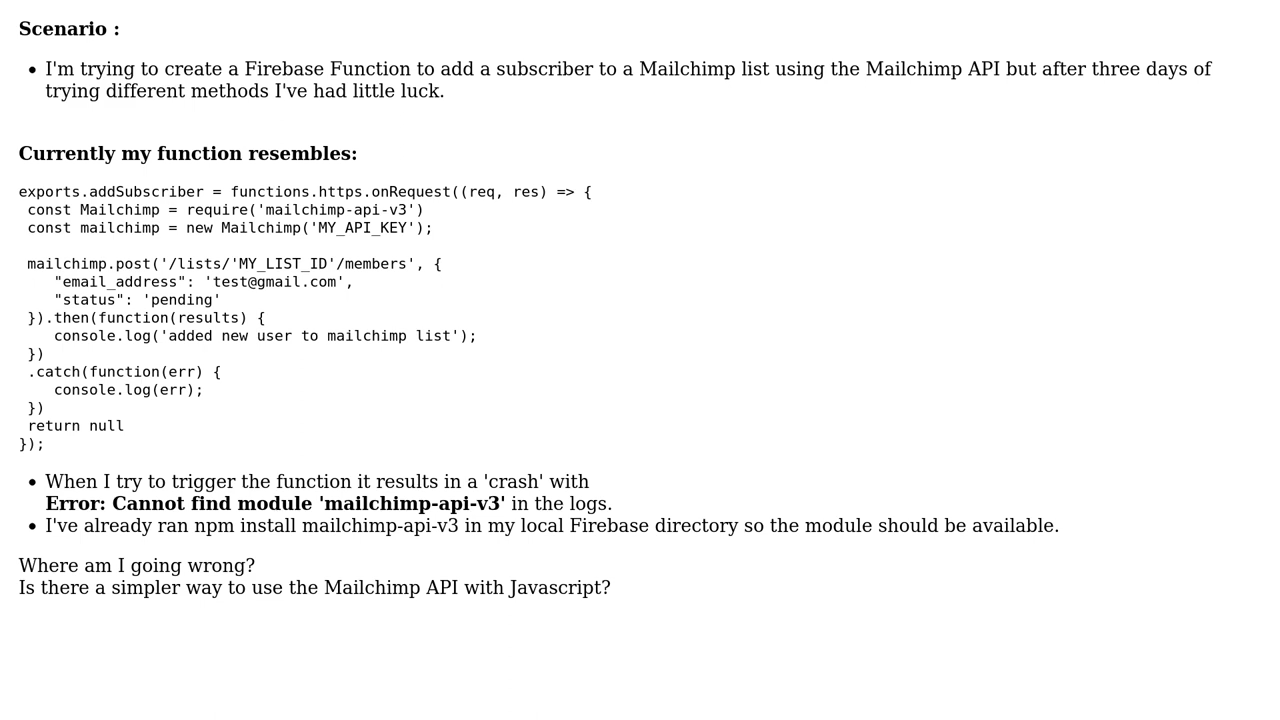 Scenario :
• I'm trying to create a Firebase Function to add a subscriber to a Mailchimp list using the Mailchimp API but after three days of
trying different methods I've had little luck.
Currently my function resembles:
exports.addSubscriber = functions.https.onRequest((req, res) => {
 const Mailchimp = require('mailchimp-api-v3')
 const mailchimp = new Mailchimp('MY_API_KEY');
 mailchimp.post('/lists/'MY_LIST_ID'/members', {
    "email_address": 'test@gmail.com',
    "status": 'pending'
 }).then(function(results) {
    console.log('added new user to mailchimp list');
 })
 .catch(function(err) {
    console.log(err);
 })
 return null
});
• When I try to trigger the function it results in a 'crash' with
Error: Cannot find module 'mailchimp-api-v3' in the logs.
• I've already ran npm install mailchimp-api-v3 in my local Firebase directory so the module should be available.
Where am I going wrong?
Is there a simpler way to use the Mailchimp API with Javascript?